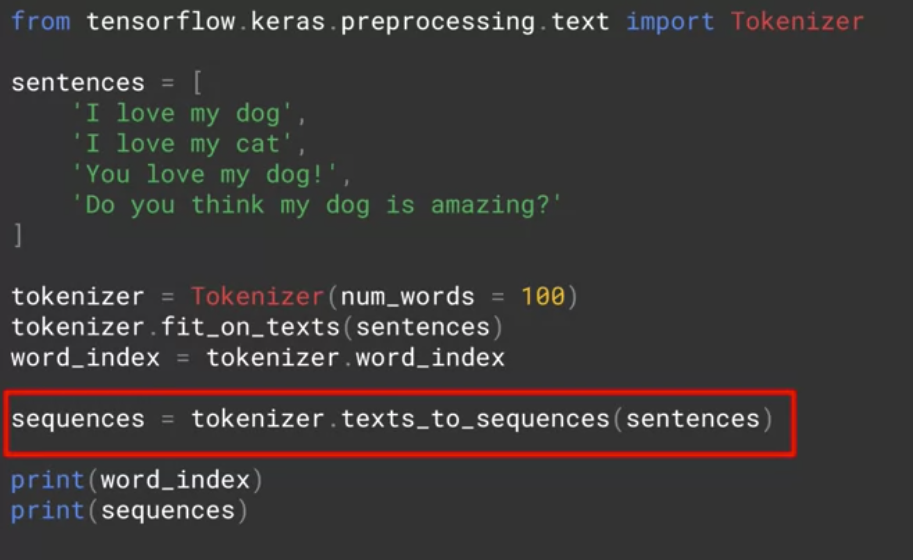 from tensorflow.keras.preprocessing.text import Tokenizer
sentences = [
    'I love my dog',
    'I love my cat',
    'You love my dog!',
    'Do you think my dog is amazing?'
]
tokenizer = Tokenizer(num_words = 100)
tokenizer.fit_on_texts(sentences)
word_index = tokenizer.word_index
sequences = tokenizer.texts_to_sequences(sentences)
print(word_index)
print(sequences)